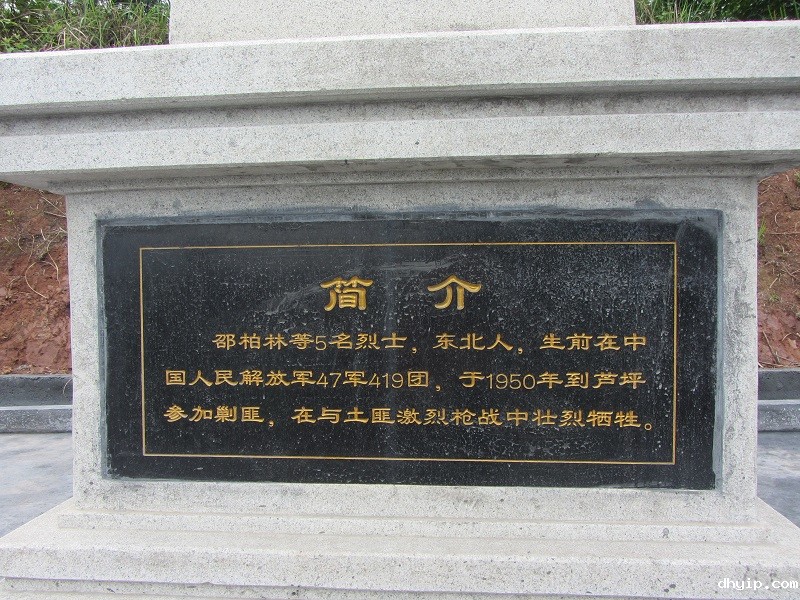 简 介
邵柏林等5名烈士，东北人，生前在中
国人民解放军47军419团，于1950年到芦坪
参加剿匪，在与土匪激烈枪战中壮烈牺牲。
dhyip.com